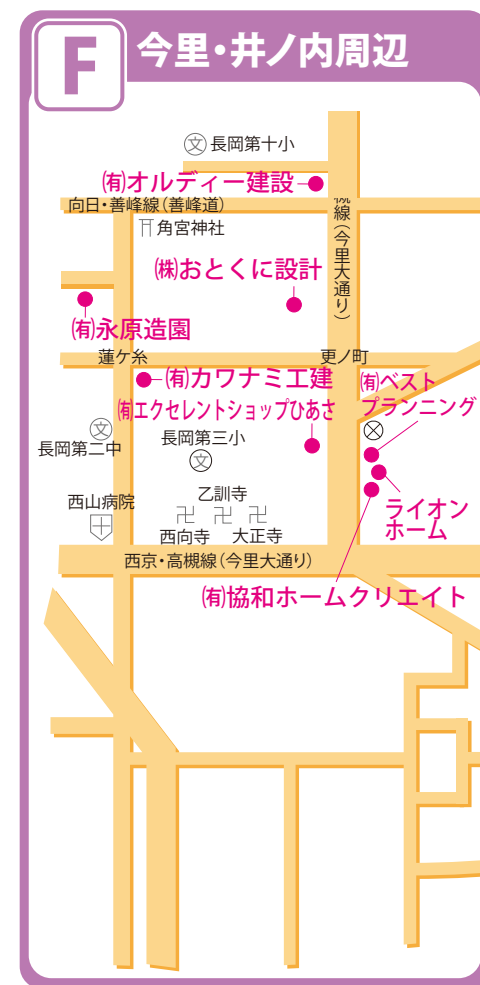 F
今里・井ノ内周辺
文 長岡第十小
㈲オルディー建設
向日・善峰線(善峰道)
角宮神社
槻線(今里大通り)
㈱おとくに設計
㈲永原造園
蓮ケ糸
更ノ町
㈲カワナミ工建
㈲ベスト
プランニング
㈲エクセレントショップひあさ
文
長岡第二中
長岡第三小
文
ライオン
ホーム
西山病院
乙訓寺
卍 卍 卍
西向寺 大正寺
西京・高槻線(今里大通り)
㈲協和ホームクリエイト